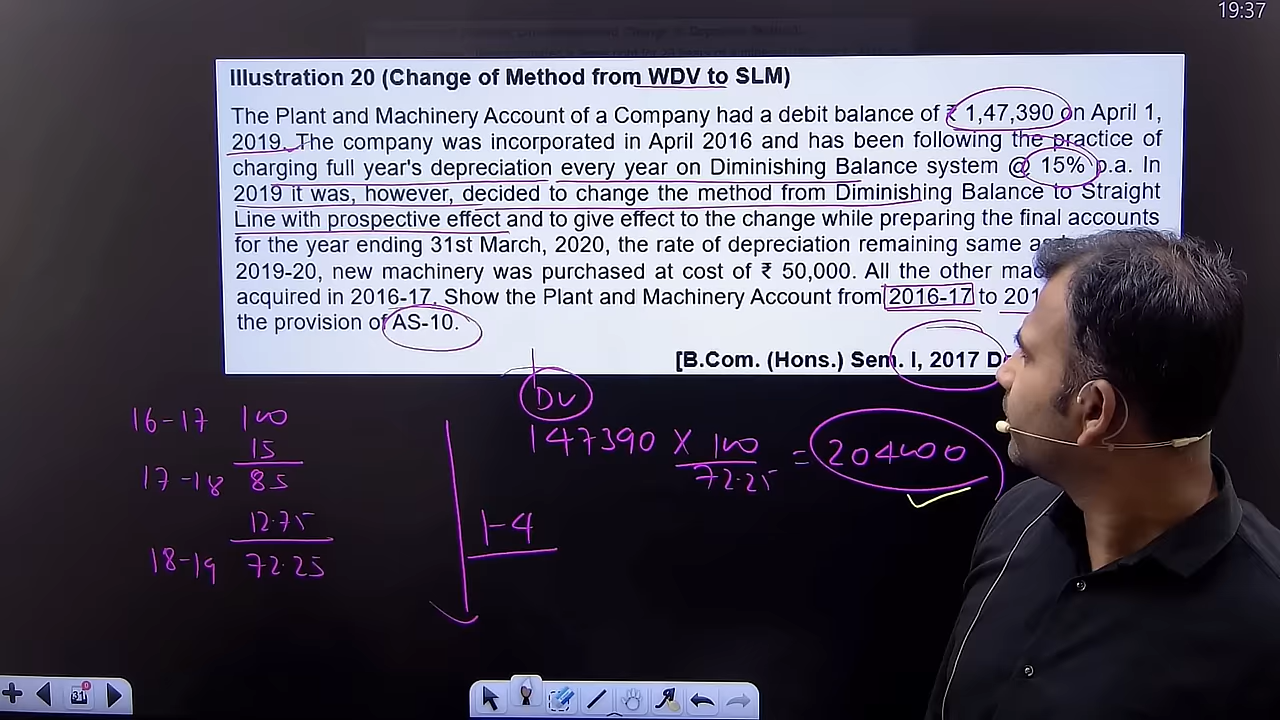 19:37
Illustration 20 (Change of Method from WDV to SLM)
The Plant and Machinery Account of a Company had a debit balance of ₹ 1,47,390 on April 1,
2019. The company was incorporated in April 2016 and has been following the practice of
charging full year's depreciation every year on Diminishing Balance system @ 15% p.a. In
2019 it was, however, decided to change the method from Diminishing Balance to Straight
Line with prospective effect and to give effect to the change while preparing the final accounts
for the year ending 31st March, 2020, the rate of depreciation remaining same as
2019-20, new machinery was purchased at cost of ₹ 50,000. All the other
acquired in 2016-17. Show the Plant and Machinery Account from 2016-17 to
the provision of AS-10.
[B.Com. (Hons.) Sem. I, 2017
16-17 100
15
17-18 85
12.75
18-19 72.25
1-4
DV
147390 X 100
72.25
= 204000
31